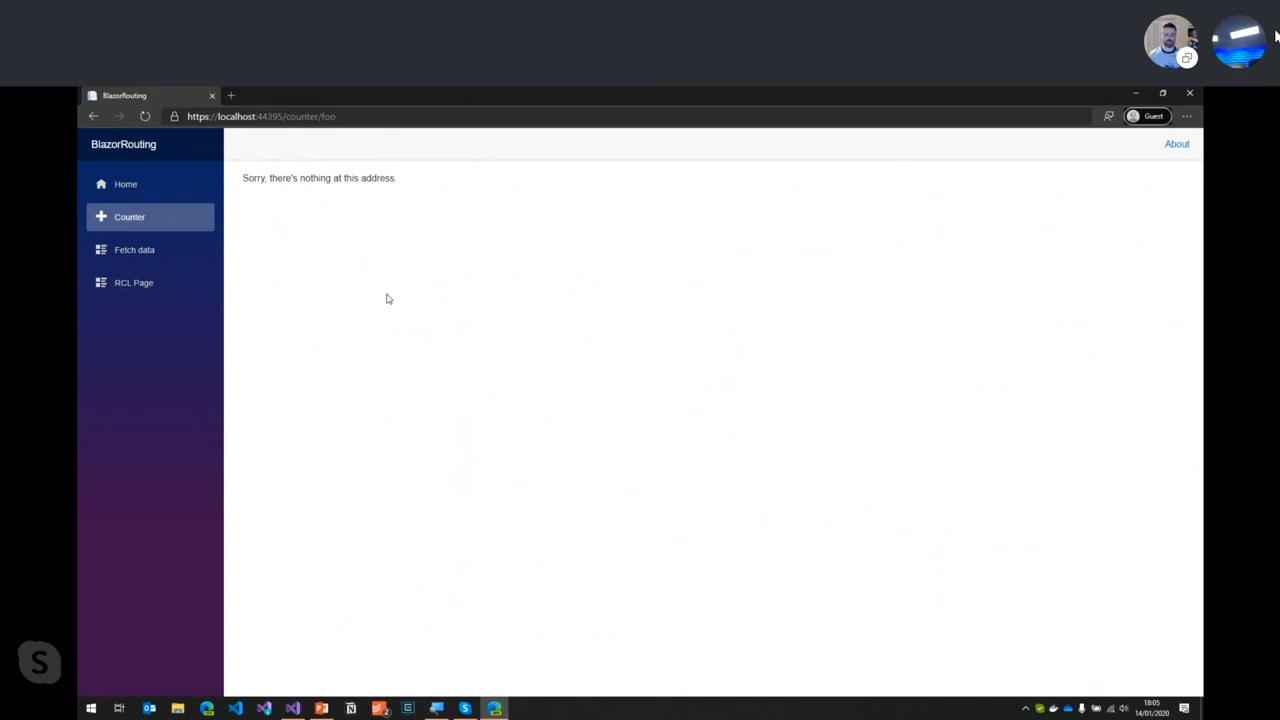 BlazorRouting
https://localhost:44395/counter/foo
Guest
BlazorRouting
About
Home
Sorry, there's nothing at this address.
Counter
Fetch data
RCL Page
S
18:05
14/01/2020